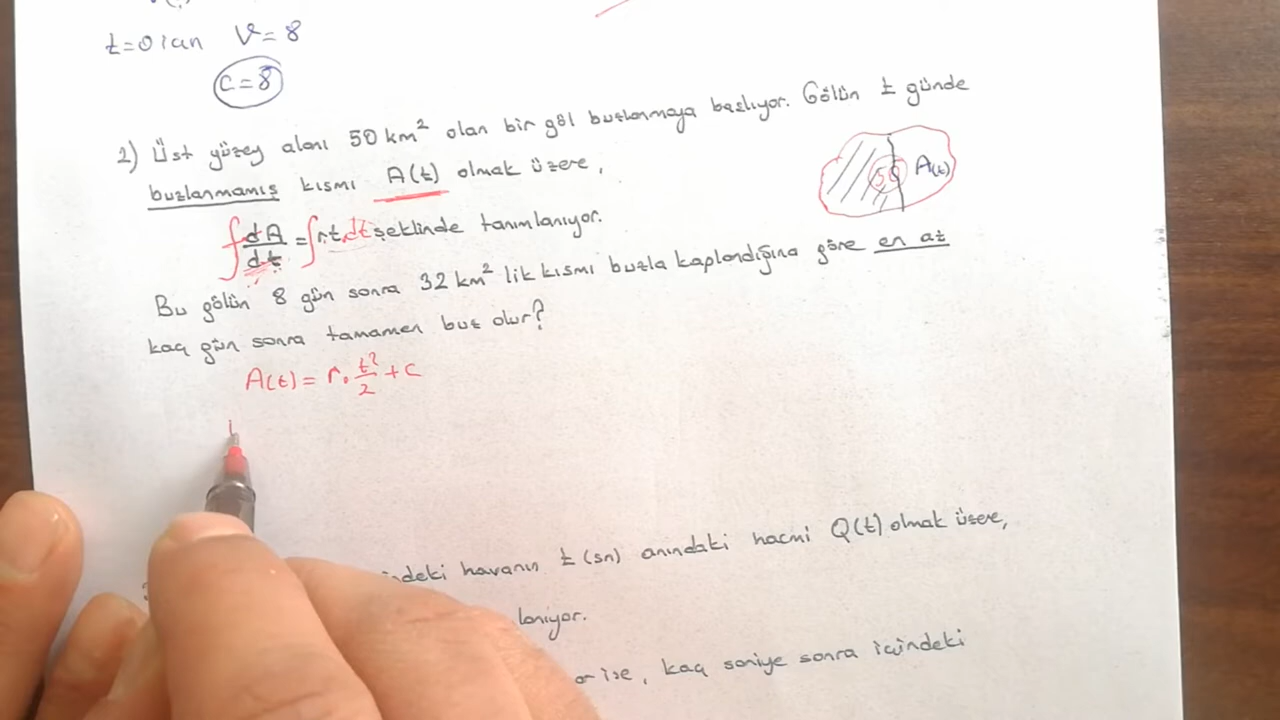 t=0 ian V=8
C=8
2) Üst yüzey alanı 50 km² olan bir göl buzlanmaya başlıyor. Gölün t günde
buzlanmamış kısmı A(t) olmak üzere,
50 A(t)
∫dA/dt = ∫r.t.dt şeklinde tanımlanıyor.
Bu gölün 8 gün sonra 32 km² lik kısmı buzla kaplandığına göre en az
kaç gün sonra tamamen buz olur?
A(t) = r. t²/2 + c
havanın t (sn) anındaki hacmi Q(t) olmak üzere,
ise, kaç saniye sonra içindeki